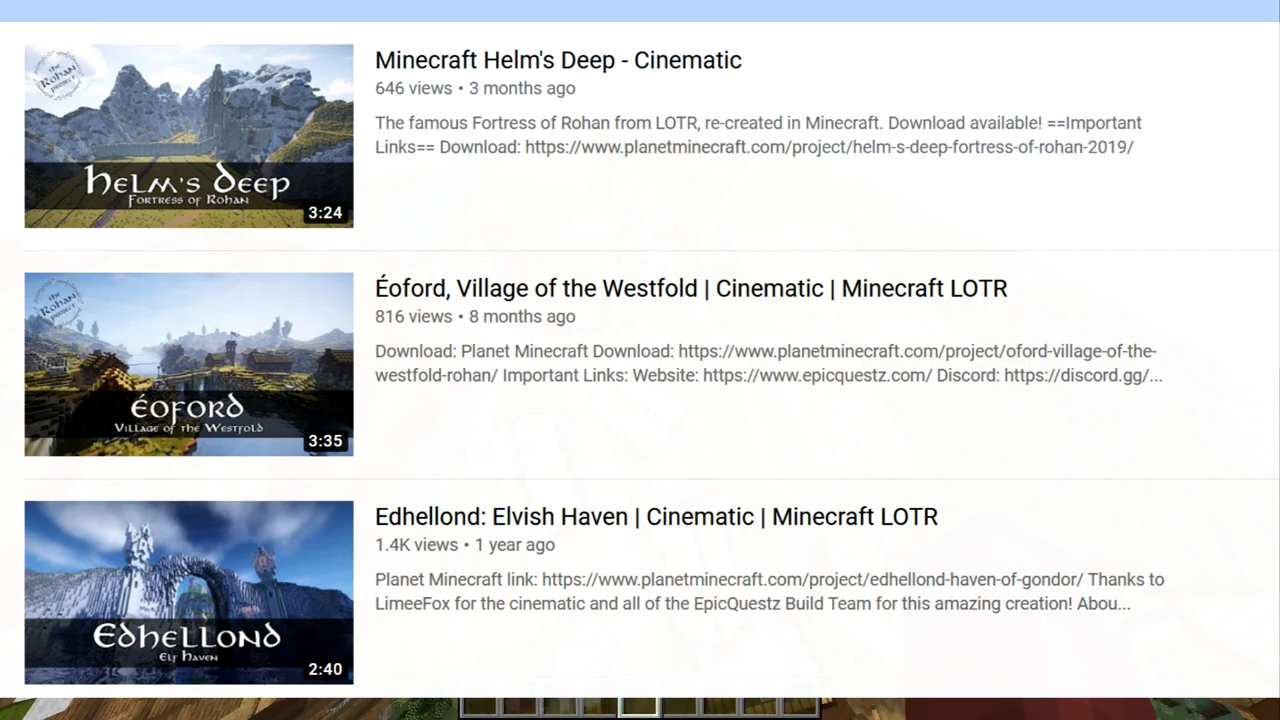 the
Rohan
project
HELM'S DEEP
FORTRESS OF ROHAN
3:24
Minecraft Helm's Deep - Cinematic
646 views • 3 months ago
The famous Fortress of Rohan from LOTR, re-created in Minecraft. Download available! ==Important
Links== Download: https://www.planetminecraft.com/project/helm-s-deep-fortress-of-rohan-2019/
the
Rohan
project
ÉOFORD
VILLAGE OF THE WESTFOLD
3:35
Éoford, Village of the Westfold | Cinematic | Minecraft LOTR
816 views • 8 months ago
Download: Planet Minecraft Download: https://www.planetminecraft.com/project/oford-village-of-the-
westfold-rohan/ Important Links: Website: https://www.epicquestz.com/ Discord: https://discord.gg/...
EDHELLOND
ELF HAVEN
2:40
Edhellond: Elvish Haven | Cinematic | Minecraft LOTR
1.4K views • 1 year ago
Planet Minecraft link: https://www.planetminecraft.com/project/edhellond-haven-of-gondor/ Thanks to
LimeeFox for the cinematic and all of the EpicQuestz Build Team for this amazing creation! Abou...